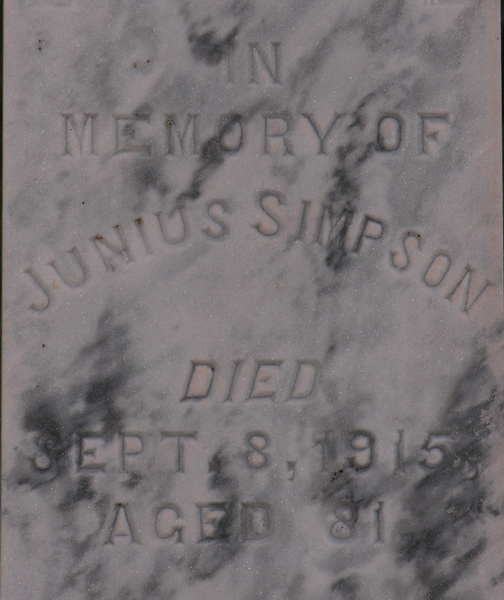 IN
MEMORY OF
JUNIUS SIMPSON
DIED
SEPT. 8, 1915
AGED 81